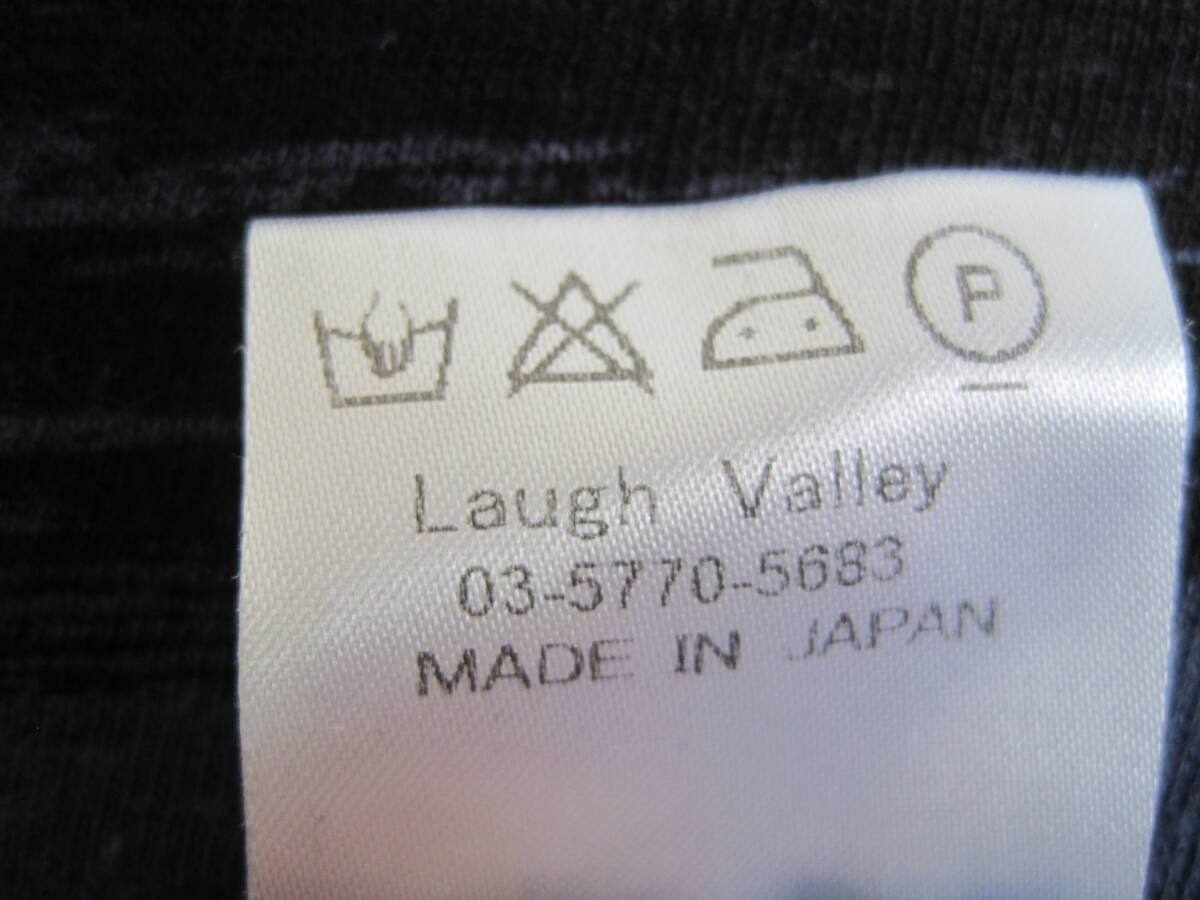 P
Laugh Valley
03-5770-5683
MADE IN JAPAN